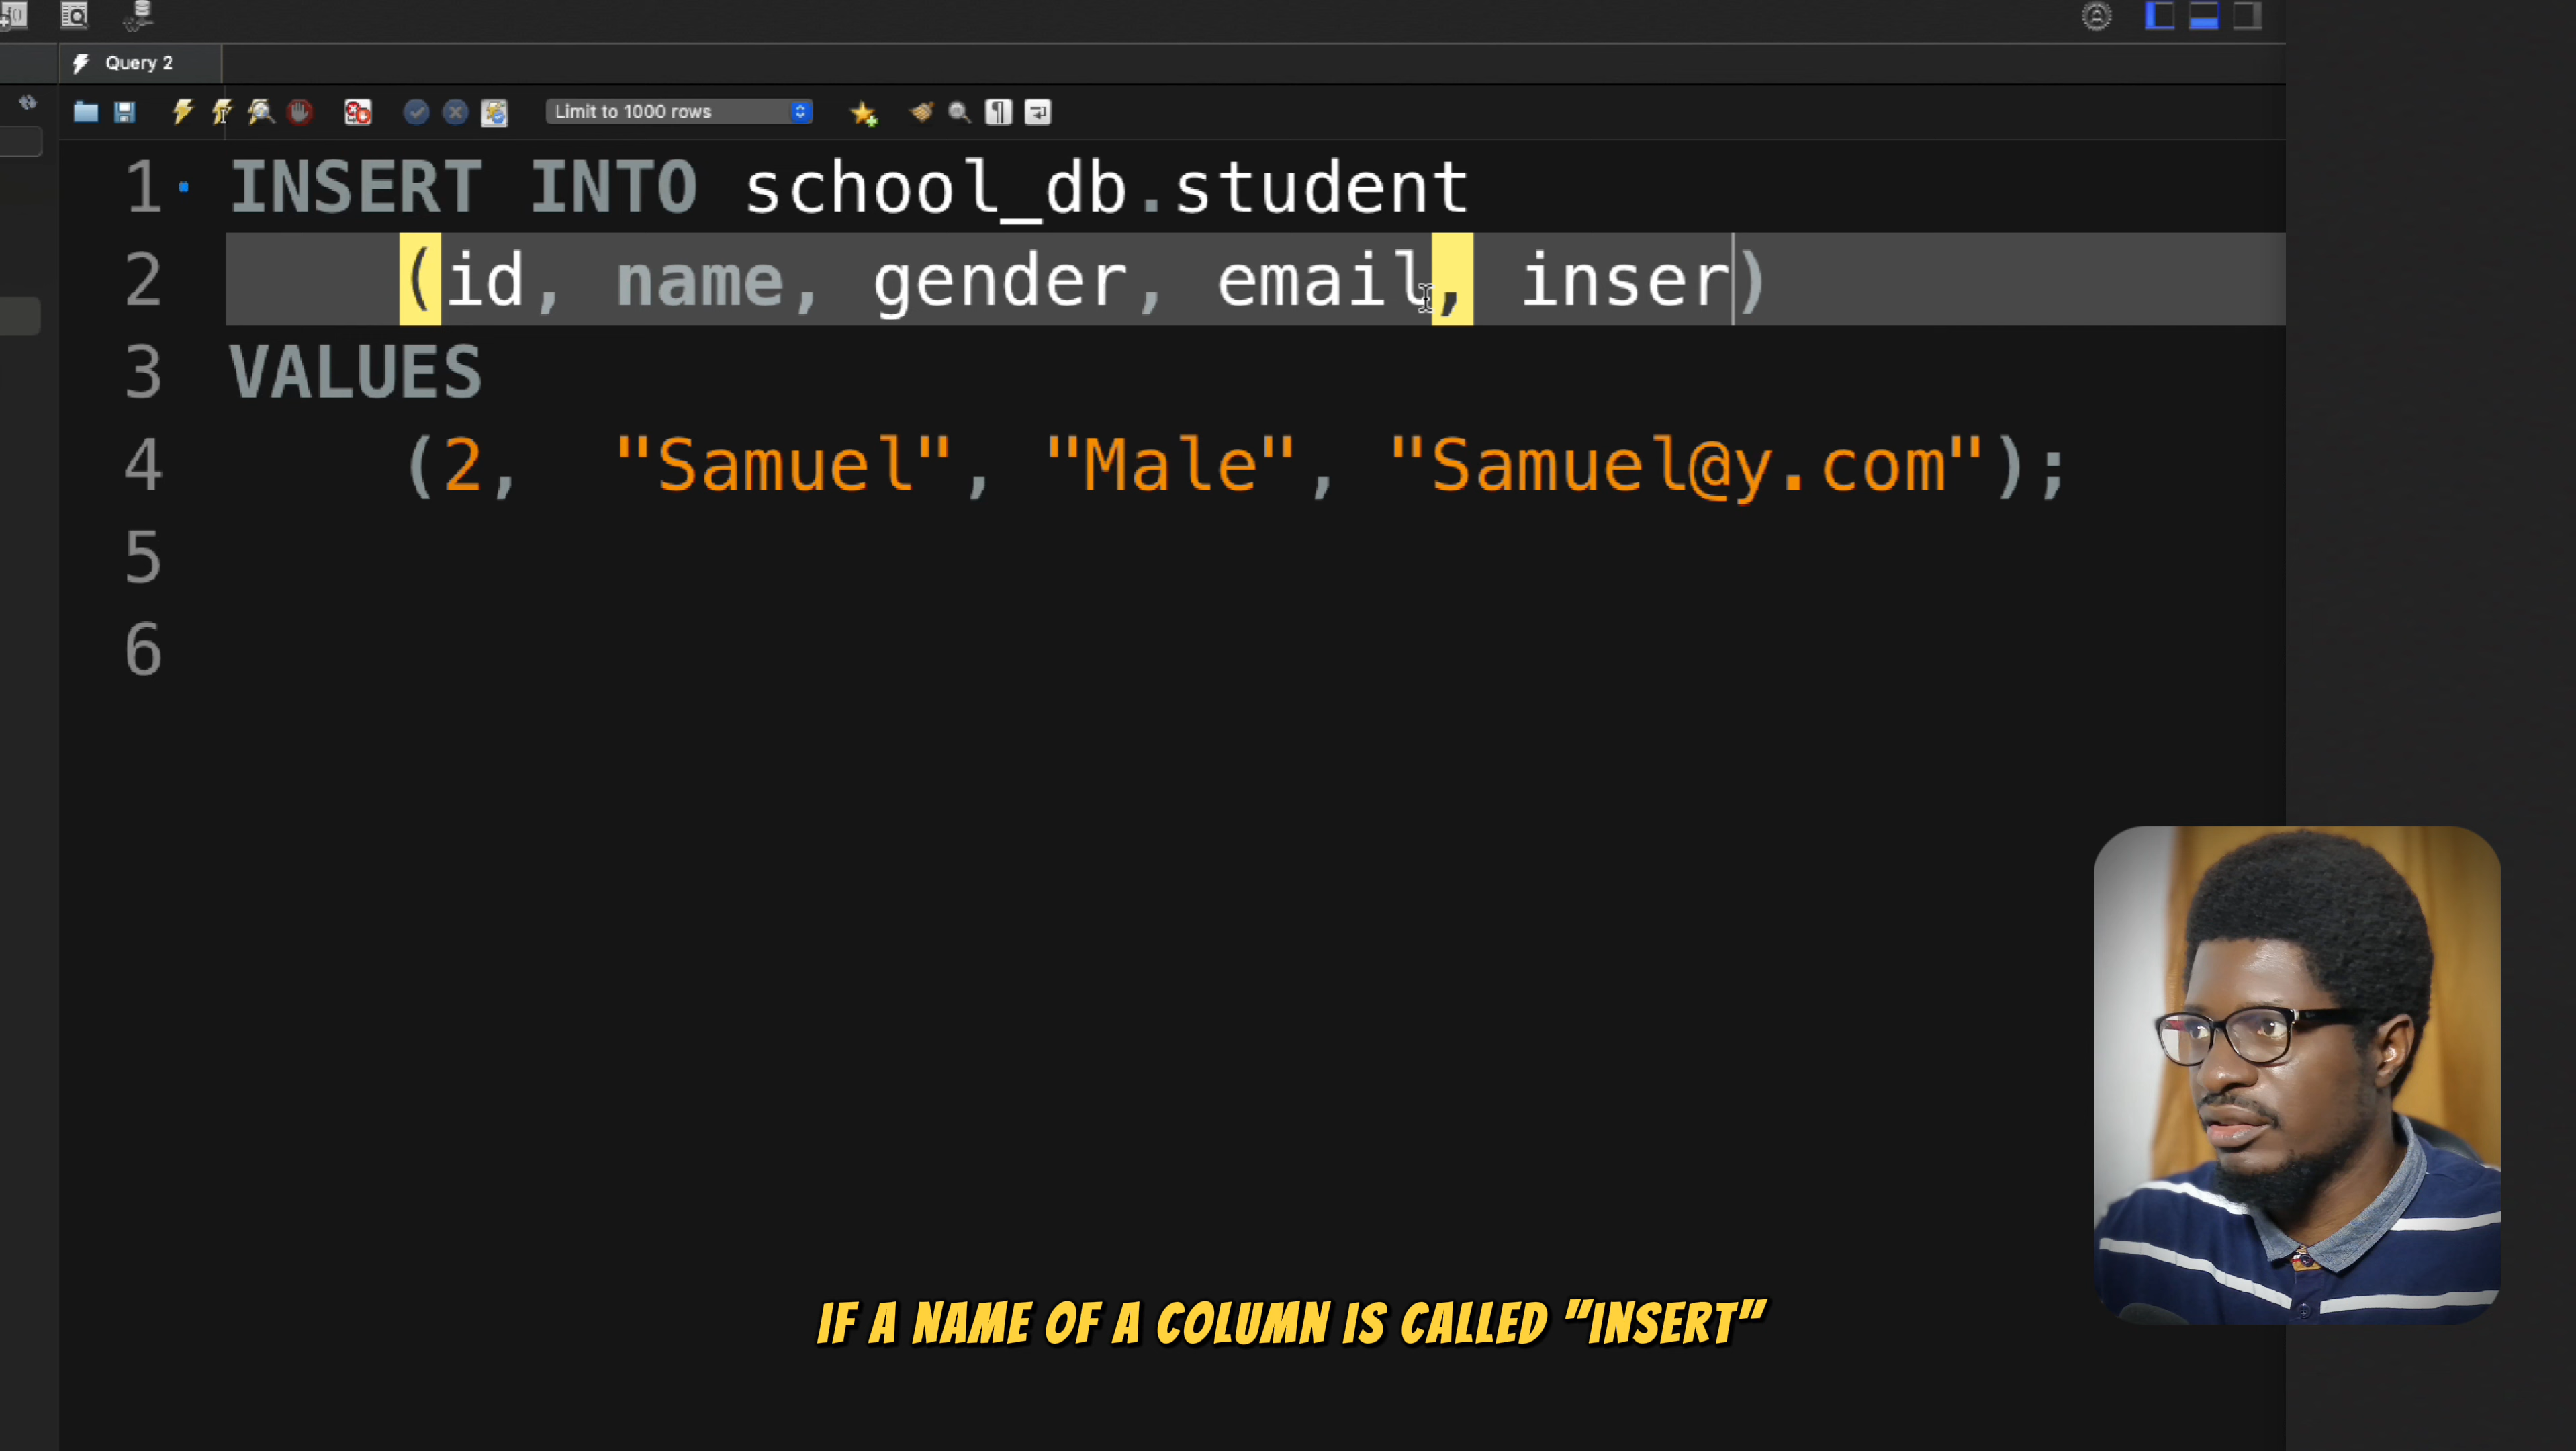 Query 2
Limit to 1000 rows
1 INSERT INTO school_db.student
2 (id, name, gender, email, inser)
3 VALUES
4 (2, "Samuel", "Male", "Samuel@y.com");
5
6
IF A NAME OF A COLUMN IS CALLED "INSERT"